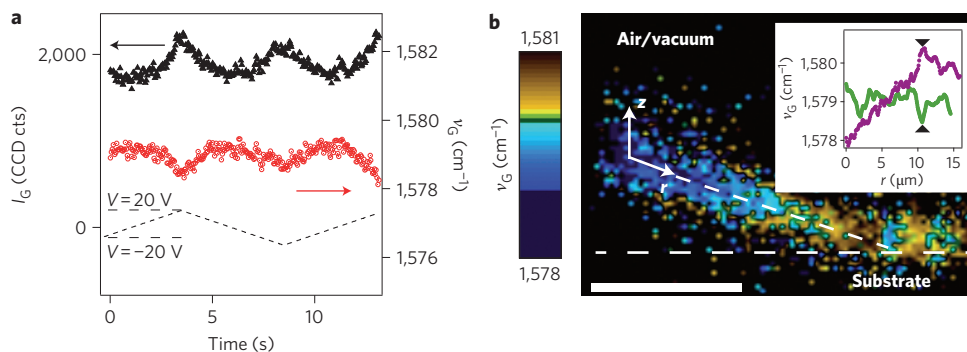 a
2,000
0
I_G (CCD cts)
V = 20 V
V = −20 V
1,582
1,580
1,578
1,576
ν_G (cm⁻¹)
0
5
10
Time (s)
b
1,581
ν_G (cm⁻¹)
1,578
Air/vacuum
z
r
Substrate
ν_G (cm⁻¹)
1,580
1,579
1,578
0
5
10
15
r (μm)